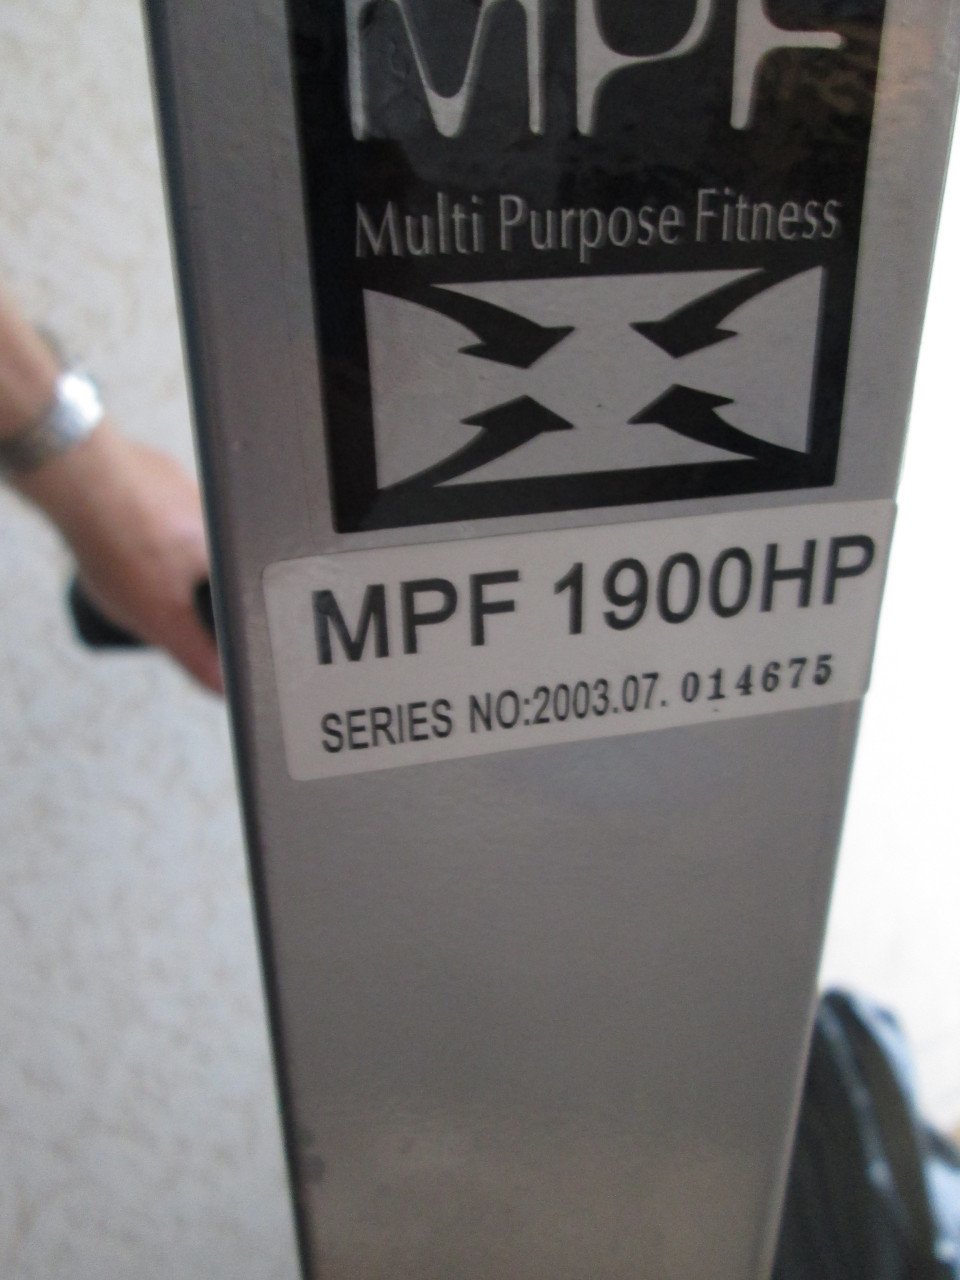 MPF
Multi Purpose Fitness
MPF 1900HP
SERIES NO:2003.07. 014675